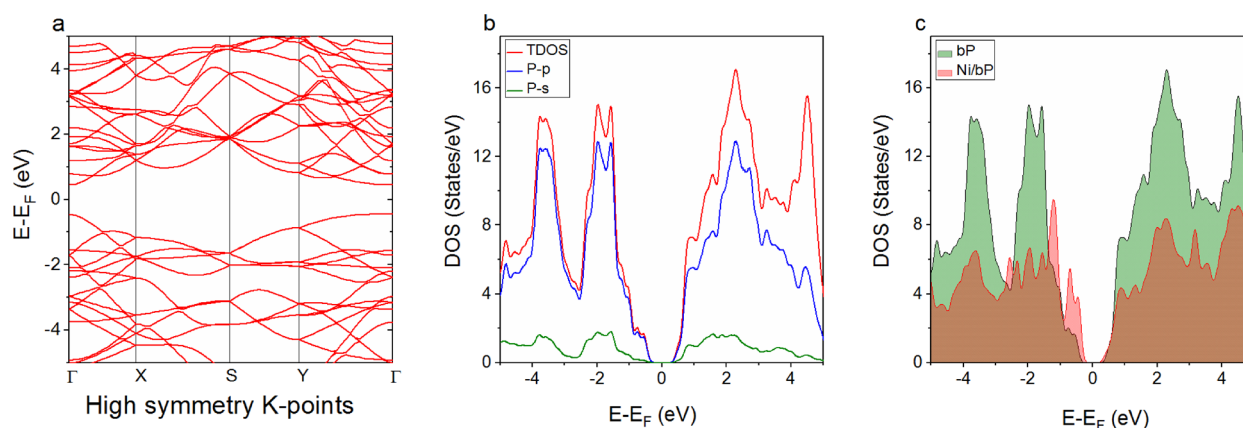 a
4
2
0
-2
-4
E-E_F (eV)
Γ X S Y Γ
High symmetry K-points
b
TDOS
P-p
P-s
16
12
8
4
0
DOS (States/eV)
-4 -2 0 2 4
E-E_F (eV)
c
bP
Ni/bP
16
12
8
4
0
DOS (States/eV)
-4 -2 0 2 4
E-E_F (eV)